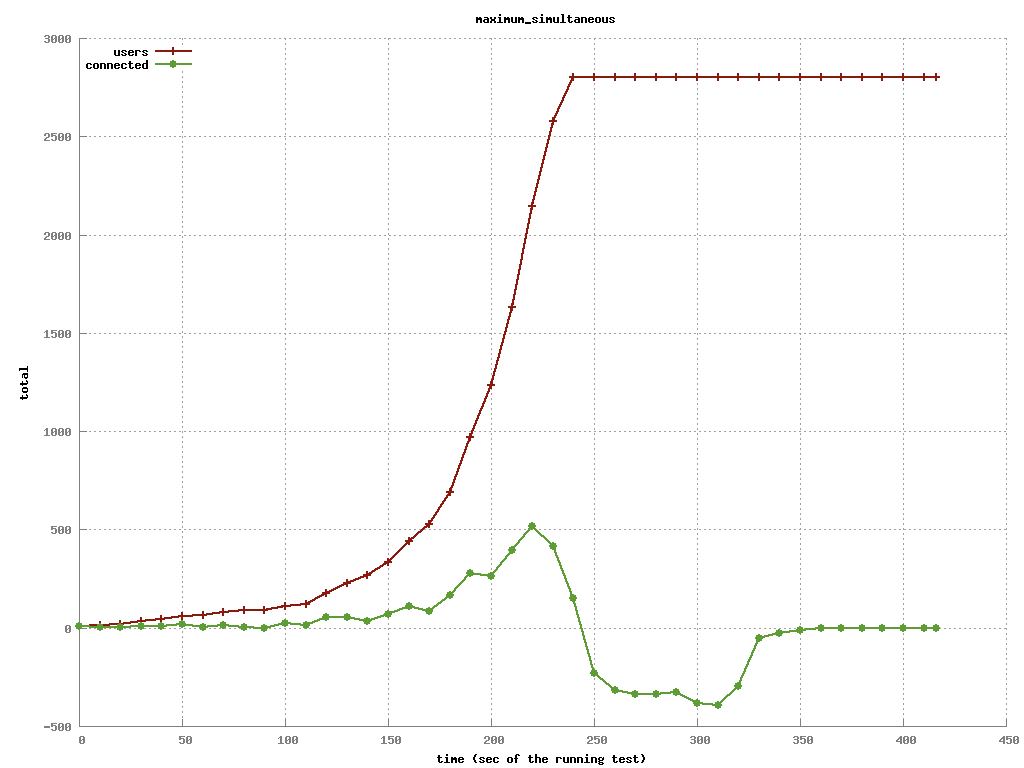 maximum_simultaneous
3000
users
connected
2500
2000
1500
total
1000
500
0
-500
0 50 100 150 200 250 300 350 400 450
time (sec of the running test)